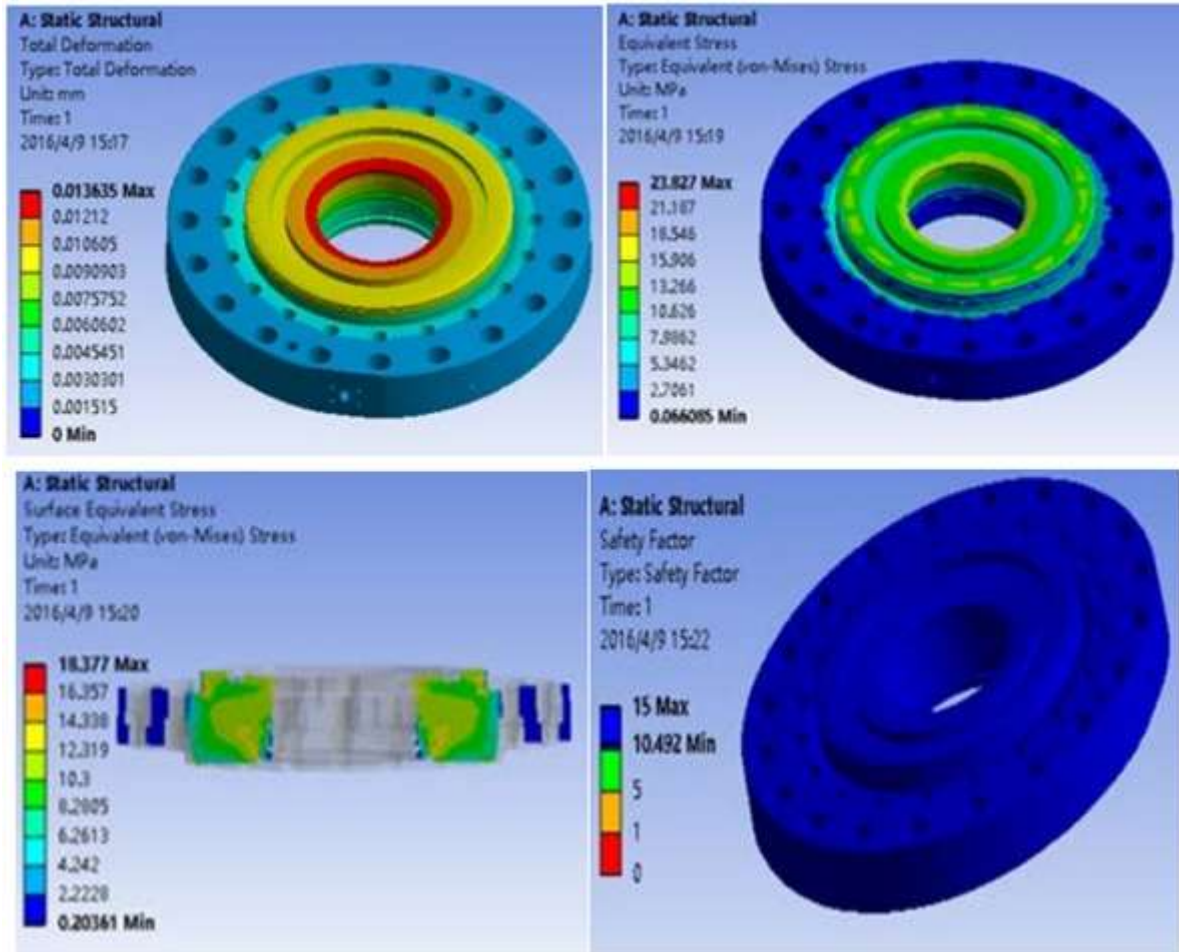 A: Static Structural
Total Deformation
Type: Total Deformation
Unit: mm
Time: 1
2016/4/9 15:17
0.013635 Max
0.01212
0.010605
0.0090903
0.0075752
0.0060602
0.0045451
0.0030301
0.001515
0 Min
A: Static Structural
Equivalent Stress
Type: Equivalent (von-Mises) Stress
Unit: MPa
Time: 1
2016/4/9 15:19
23.827 Max
21.187
18.546
15.906
13.266
10.626
7.9862
5.3462
2.7061
0.066085 Min
A: Static Structural
Surface Equivalent Stress
Type: Equivalent (von-Mises) Stress
Unit: MPa
Time: 1
2016/4/9 15:20
18.377 Max
16.357
14.338
12.319
10.3
8.2805
6.2613
4.242
2.2228
0.20361 Min
A: Static Structural
Safety Factor
Type: Safety Factor
Time: 1
2016/4/9 15:22
15 Max
10.492 Min
5
1
0